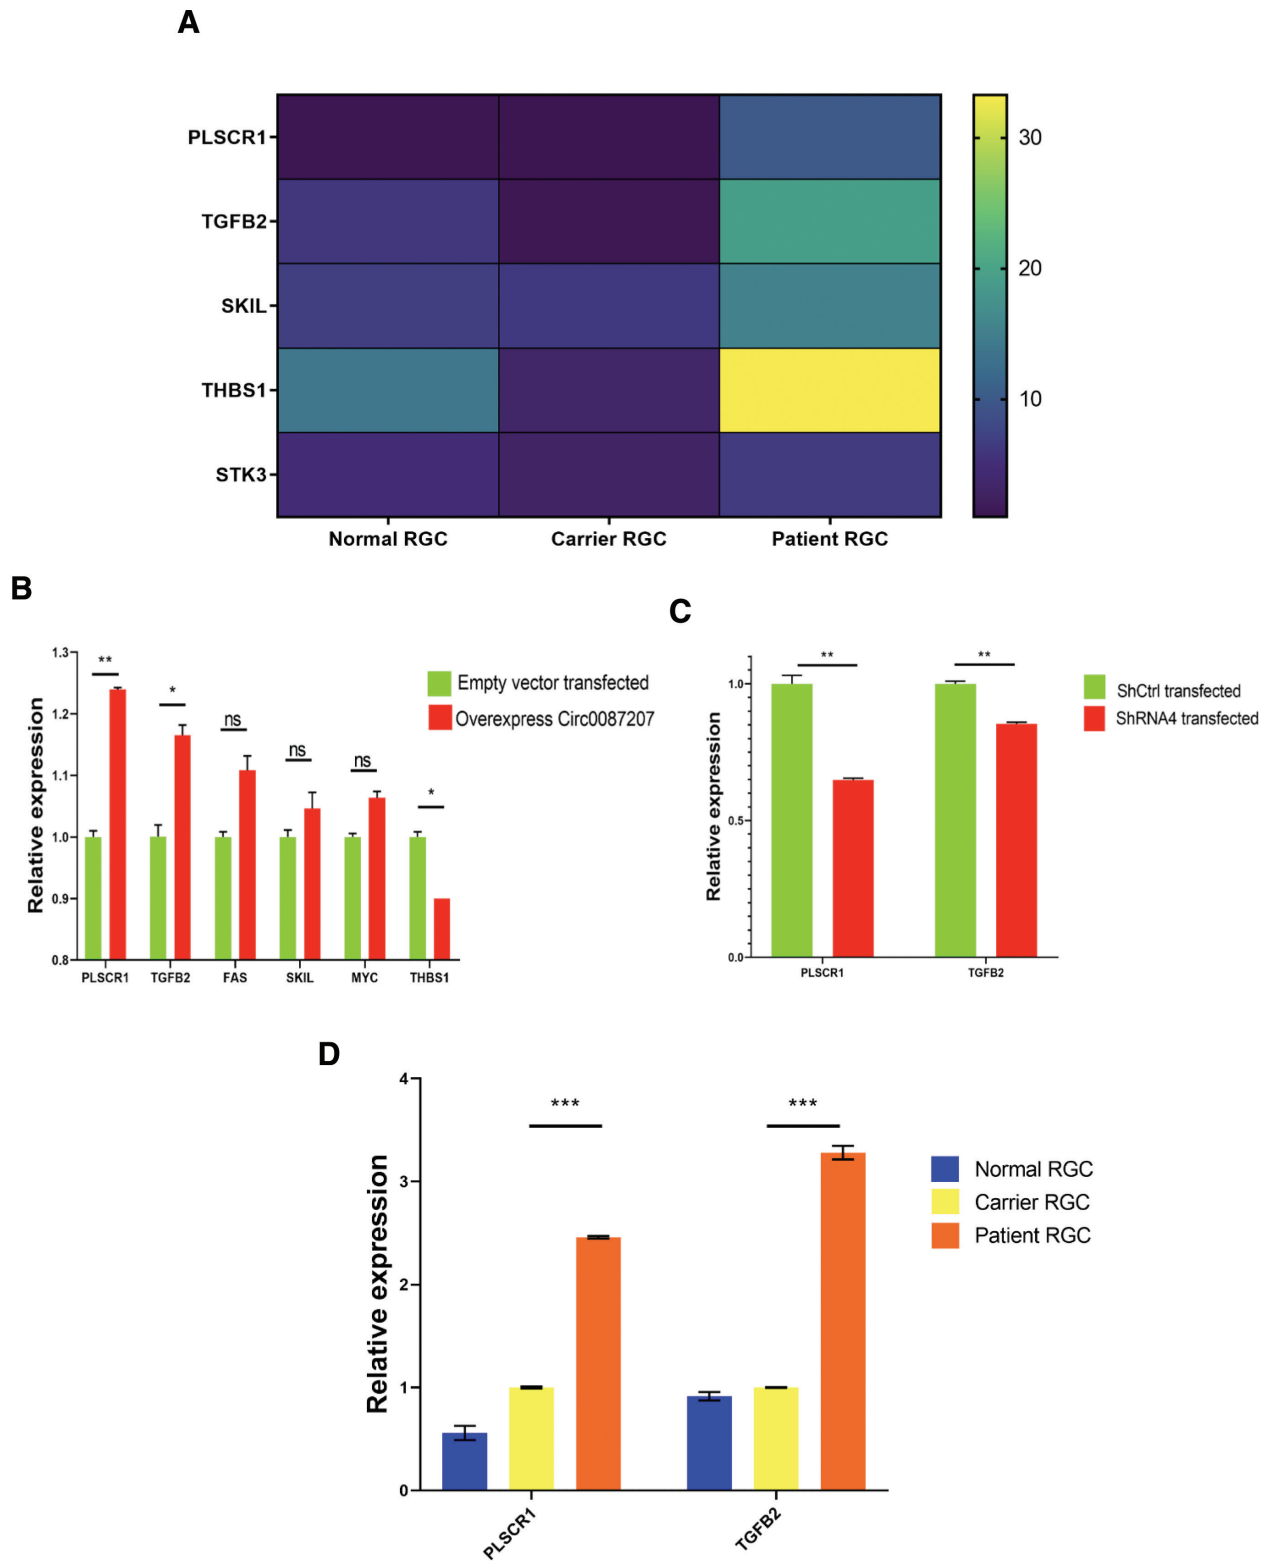 A
PLSCR1
TGFB2
SKIL
THBS1
STK3
30
20
10
Normal RGC Carrier RGC Patient RGC
B
Relative expression
1.3
1.2
1.1
1.0
0.9
0.8
** * ns ns ns *
PLSCR1 TGFB2 FAS SKIL MYC THBS1
Empty vector transfected
Overexpress Circ0087207
C
Relative expression
1.0
0.5
0.0
** **
PLSCR1 TGFB2
ShCtrl transfected
ShRNA4 transfected
D
Relative expression
4
3
2
1
0
*** ***
PLSCR1 TGFB2
Normal RGC
Carrier RGC
Patient RGC